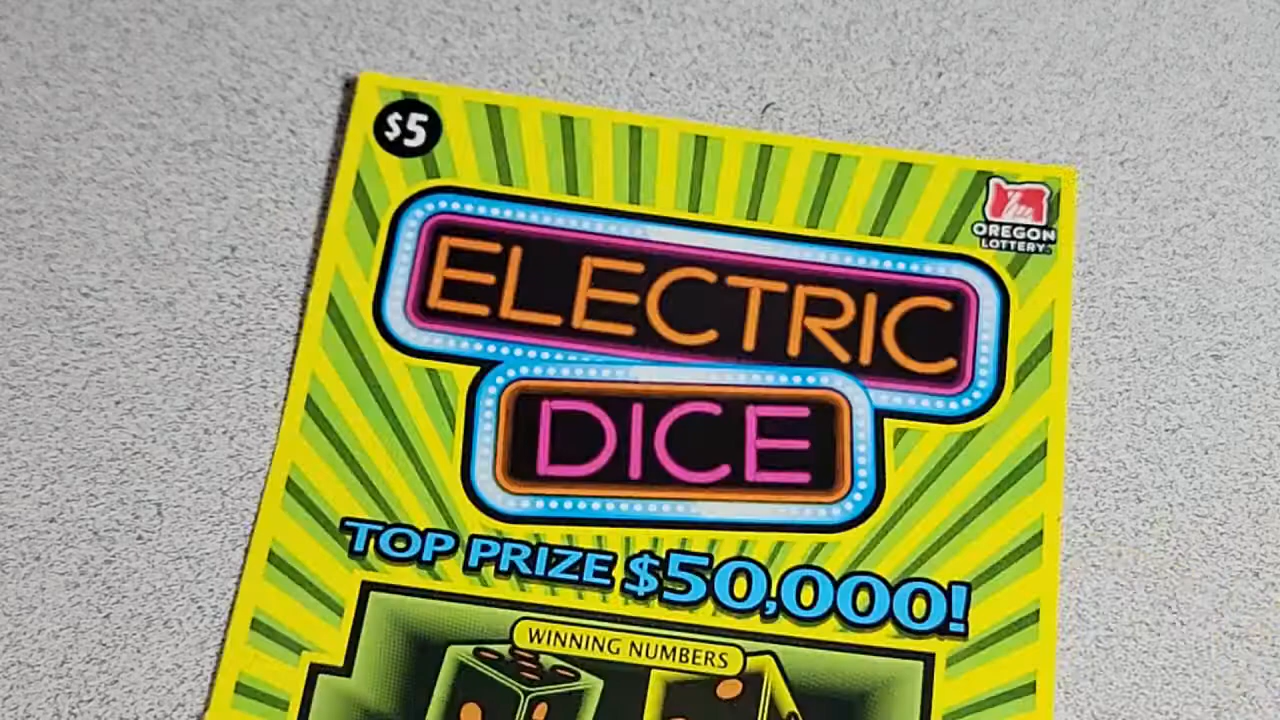 $5
OREGON
LOTTERY
ELECTRIC
DICE
TOP PRIZE $50,000!
WINNING NUMBERS